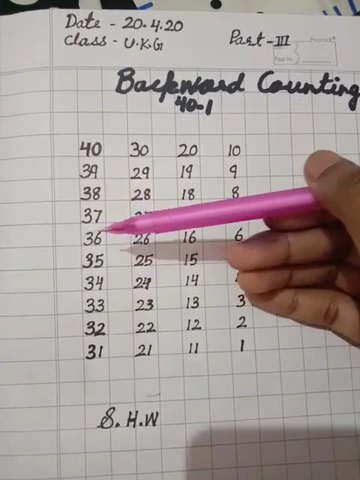 Date - 20.4.20
Class - U.K.G
Part - III
Backward Counting
40-1
40 30 20 10
39 29 19 9
38 28 18 8
37
36 26 16 6
35 25 15
34 24 14
33 23 13 3
32 22 12 2
31 21 11 1
S.H.W